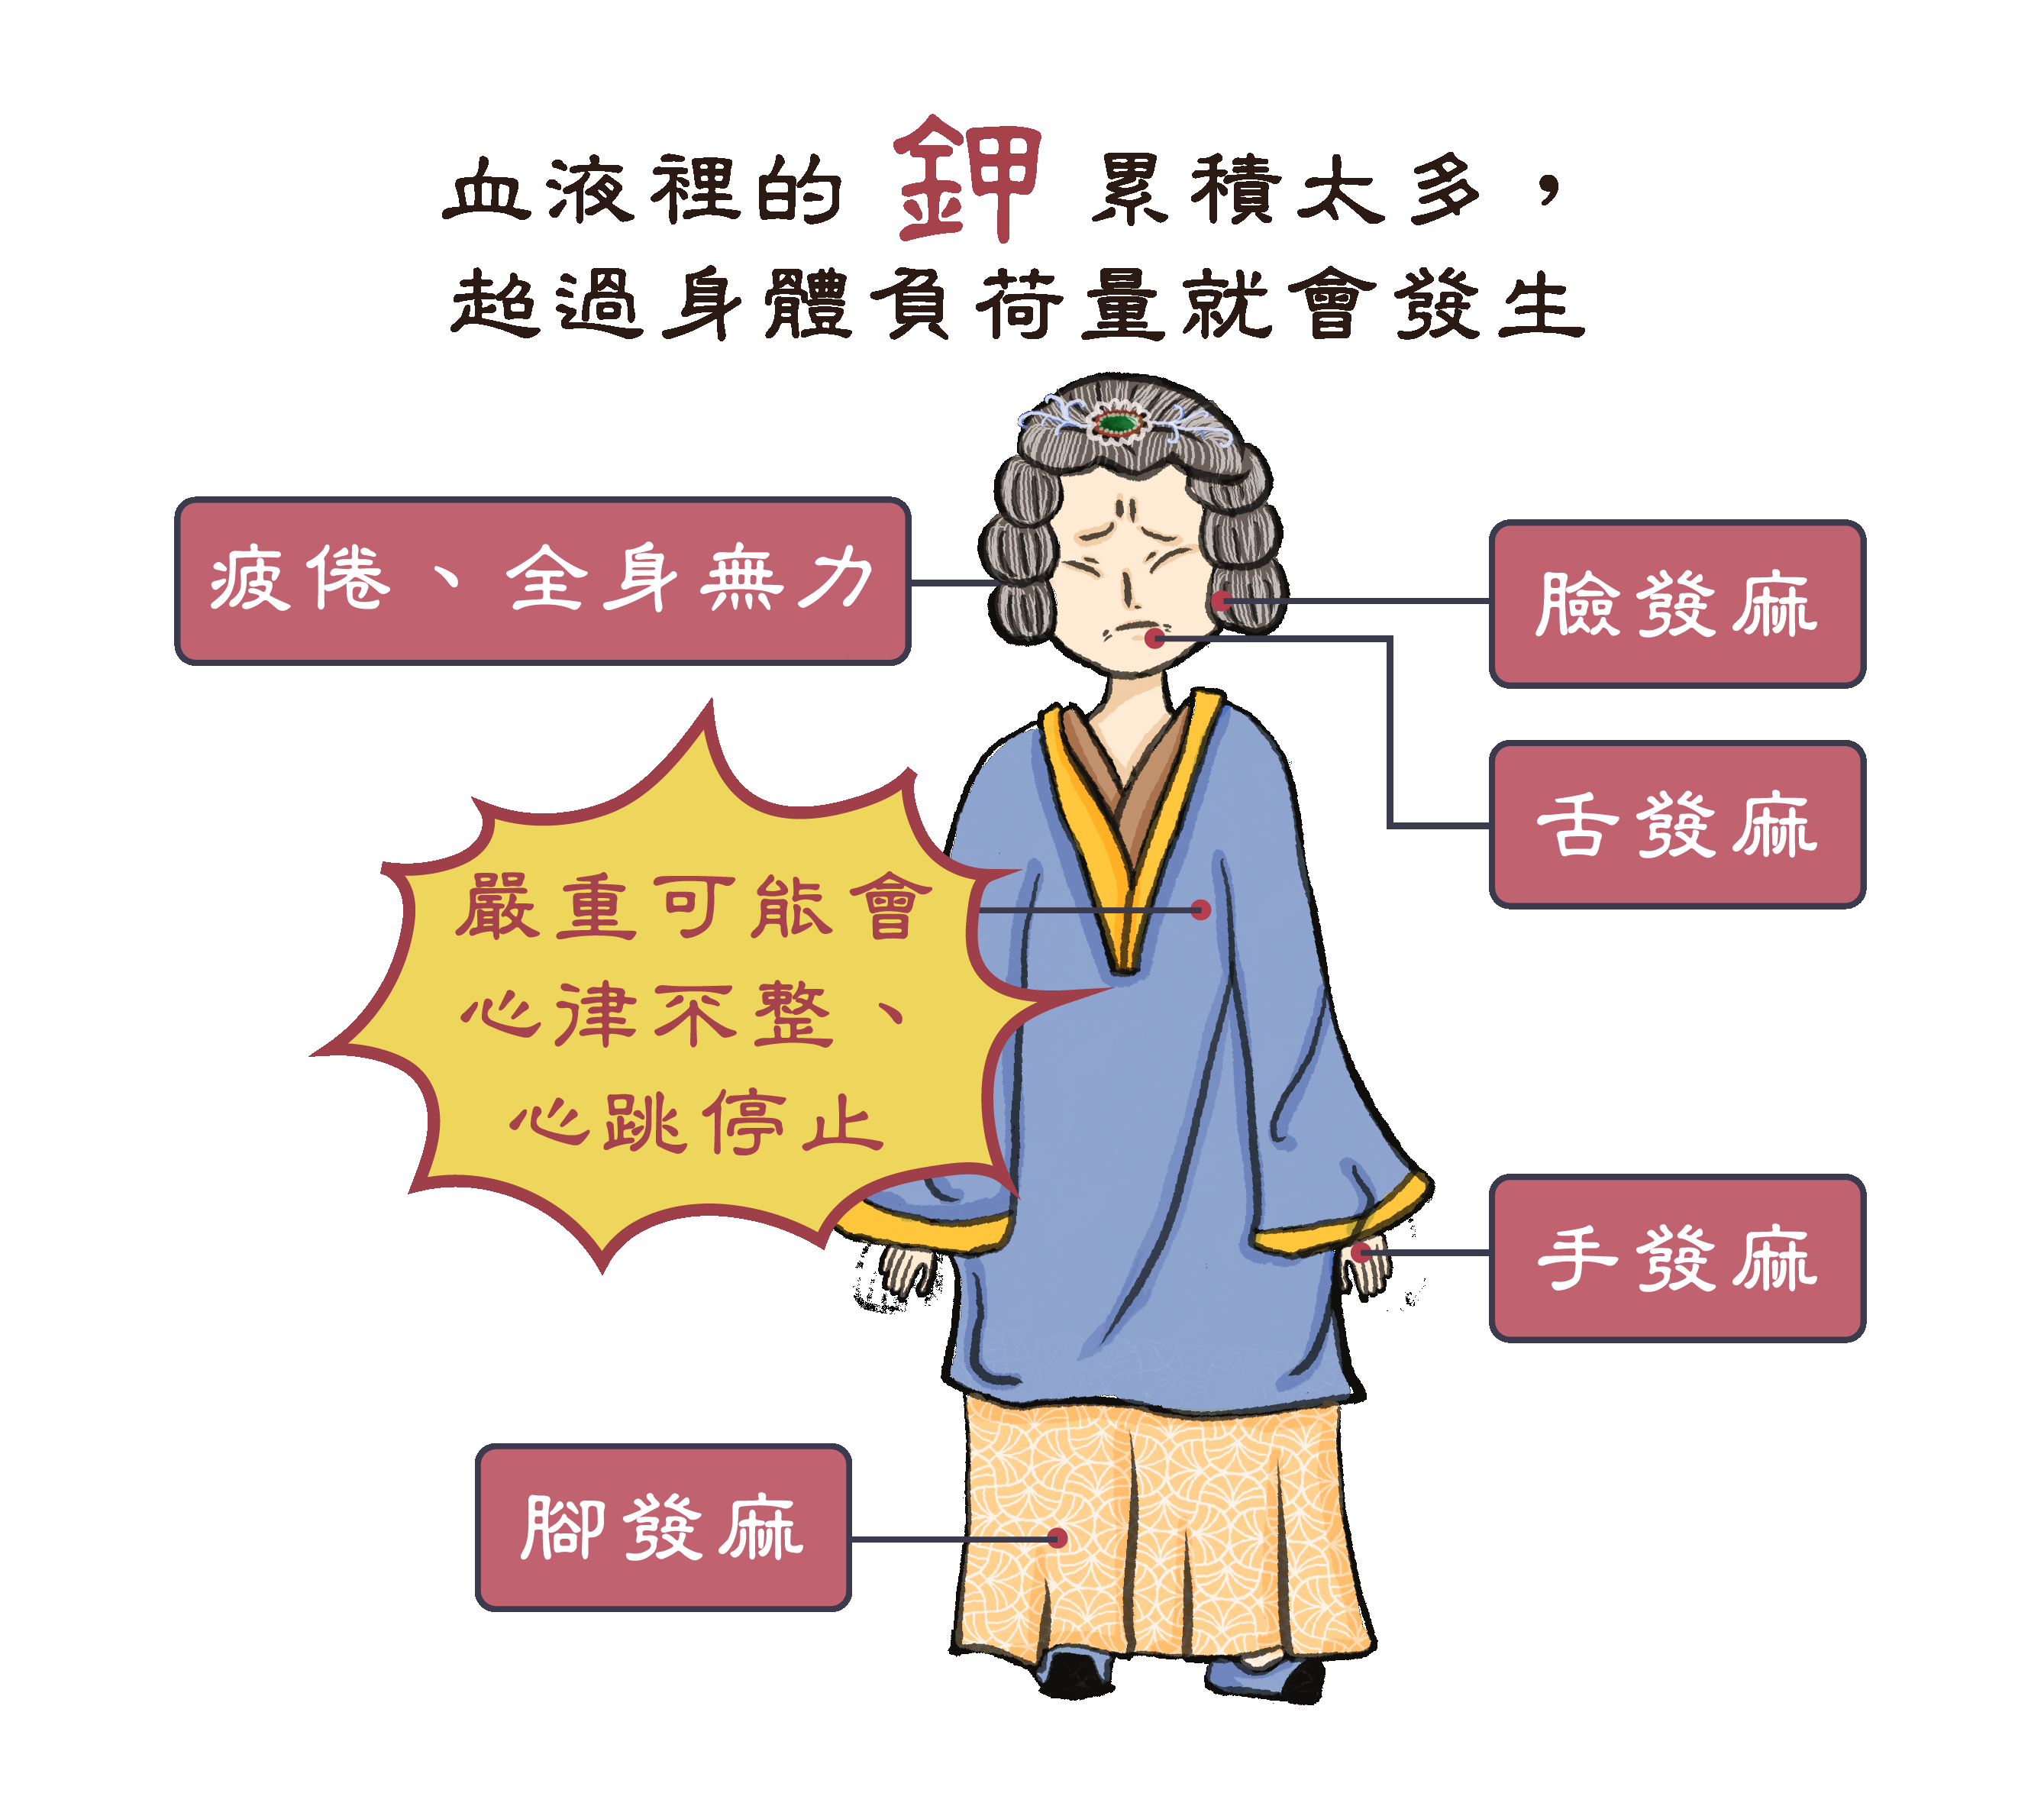 血液裡的鉀累積太多，
超過身體負荷量就會發生
疲倦、全身無力
臉發麻
舌發麻
嚴重可能會
心律不整、
心跳停止
手發麻
腳發麻